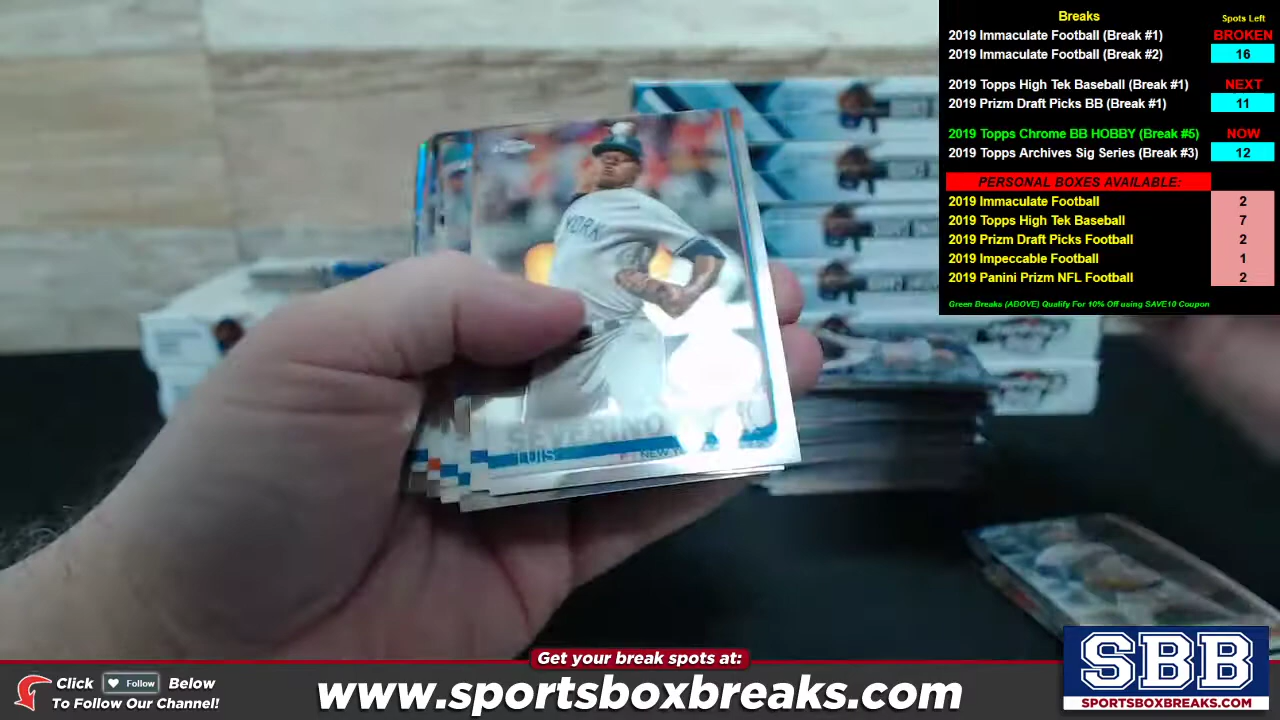 Breaks Spots Left
2019 Immaculate Football (Break #1) BROKEN
2019 Immaculate Football (Break #2) 16
2019 Topps High Tek Baseball (Break #1) NEXT
2019 Prizm Draft Picks BB (Break #1) 11
2019 Topps Chrome BB HOBBY (Break #5) NOW
2019 Topps Archives Sig Series (Break #3) 12
PERSONAL BOXES AVAILABLE:
2019 Immaculate Football 2
2019 Topps High Tek Baseball 7
2019 Prizm Draft Picks Football 2
2019 Impeccable Football 1
2019 Panini Prizm NFL Football 2
Green Breaks (ABOVE) Qualify For 10% Off using SAVE10 Coupon
YORK
SEVERINO
LUIS
NEW
Get your break spots at:
www.sportsboxbreaks.com
Click Follow Below
To Follow Our Channel!
SBB
SPORTSBOXBREAKS.COM